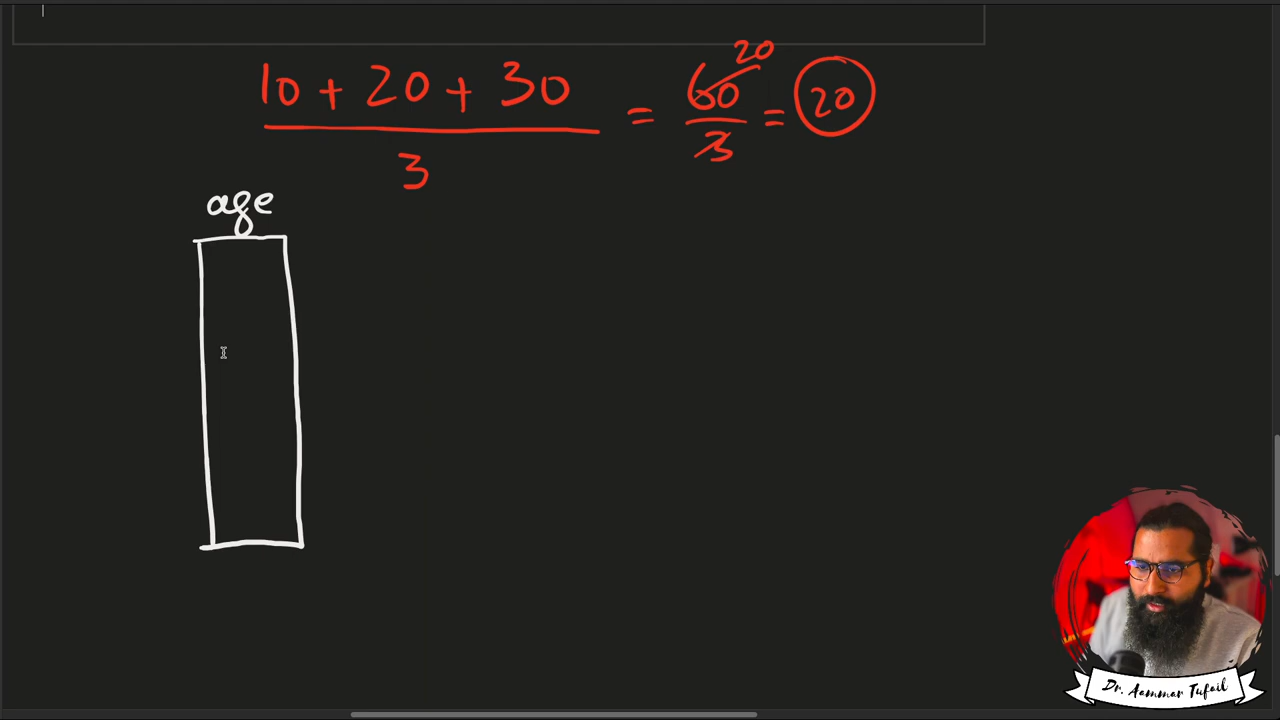 10 + 20 + 30 = 60/3 = 20
20
3
age
Dr. Aammar Tufail